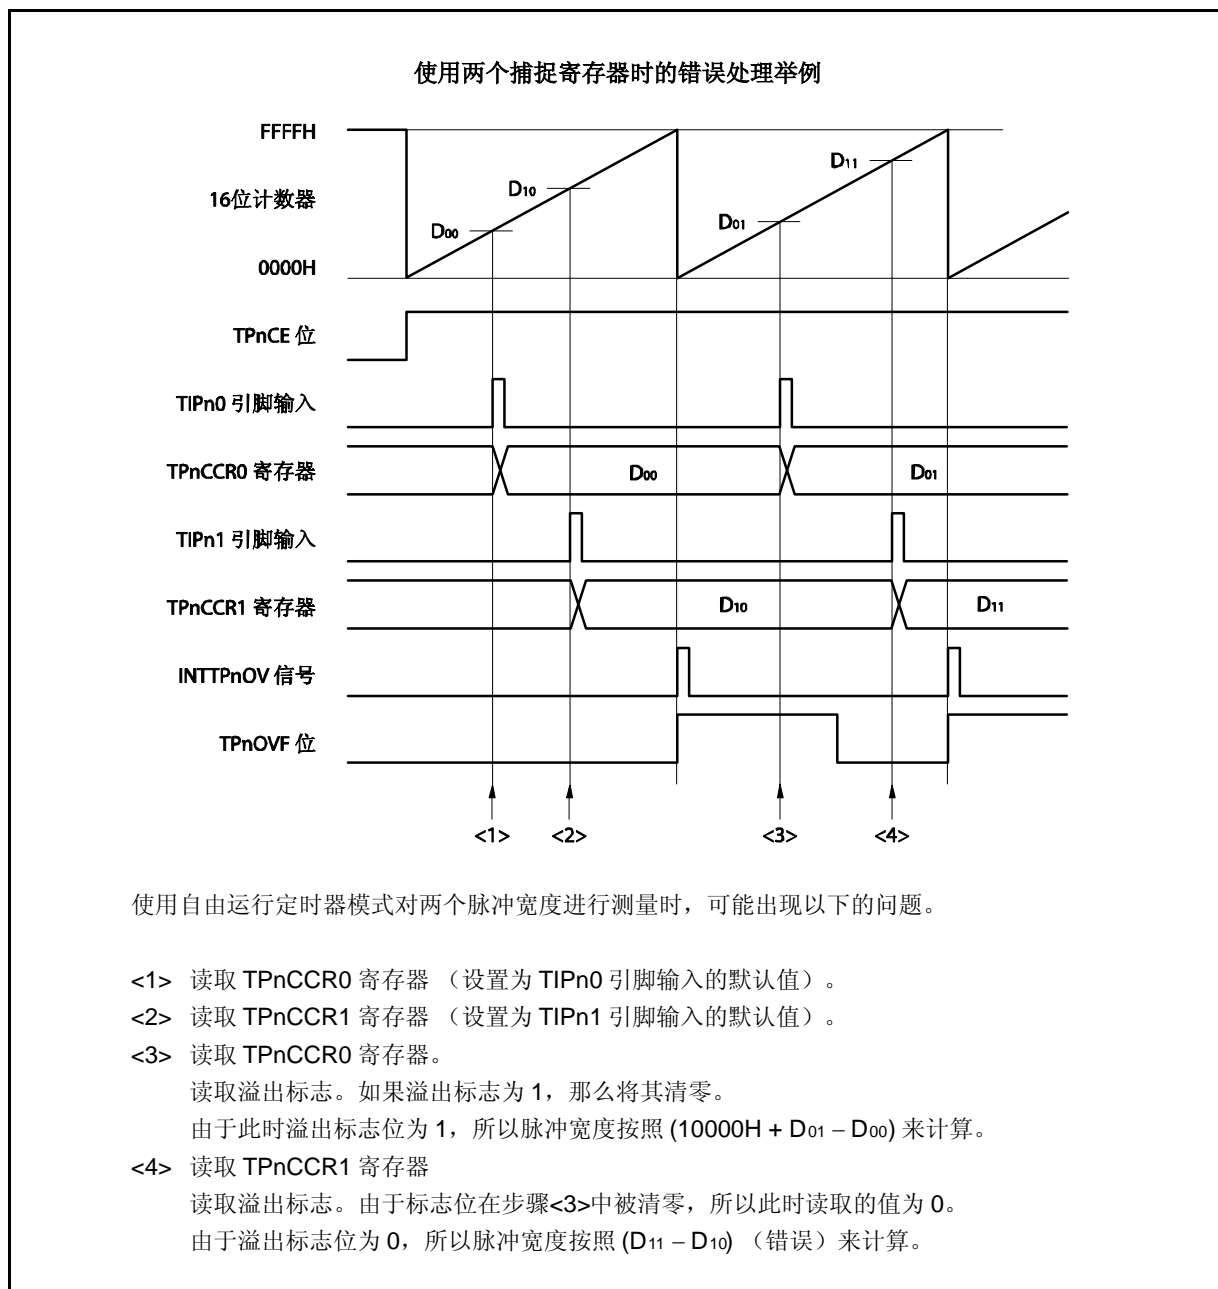 使用两个捕捉寄存器时的错误处理举例
FFFFH
16位计数器
0000H
D00
D10
D01
D11
TPnCE 位
TIPn0 引脚输入
TPnCCR0 寄存器
D00
D01
TIPn1 引脚输入
TPnCCR1 寄存器
D10
D11
INTTPnOV 信号
TPnOVF 位
<1>
<2>
<3>
<4>
使用自由运行定时器模式对两个脉冲宽度进行测量时，可能出现以下的问题。
<1> 读取 TPnCCR0 寄存器 （设置为 TIPn0 引脚输入的默认值）。
<2> 读取 TPnCCR1 寄存器 （设置为 TIPn1 引脚输入的默认值）。
<3> 读取 TPnCCR0 寄存器。
读取溢出标志。如果溢出标志为 1，那么将其清零。
由于此时溢出标志位为 1，所以脉冲宽度按照 (10000H + D01 – D00) 来计算。
<4> 读取 TPnCCR1 寄存器
读取溢出标志。由于标志位在步骤<3>中被清零，所以此时读取的值为 0。
由于溢出标志位为 0，所以脉冲宽度按照 (D11 – D10) （错误）来计算。